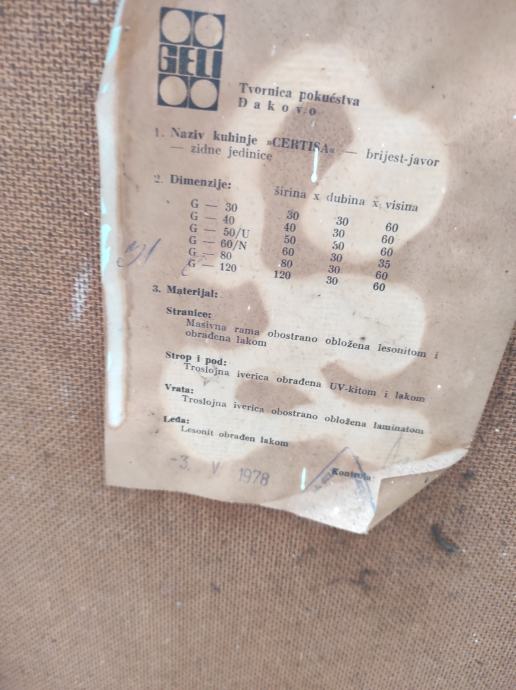 GELI
Tvornica pokućstva
Đakovo
1. Naziv kuhinje »CERTISA« — brijest-javor
— zidne jedinice
2. Dimenzije: širina x dubina x visina
G — 30 30 30 60
G — 40 40 30 60
G — 50/U 50 50 60
G — 60/N 60 30 35
G — 80 80 30 60
G — 120 120 30 60
3. Materijal:
Stranice:
Masivna rama obostrano obložena lesonitom i
obrađena lakom
Strop i pod:
Troslojna iverica obrađena UV-kitom i lakom
Vrata:
Troslojna iverica obostrano obložena laminatom
Leđa:
Lesonit obrađen lakom
-3. V 1978
Kontrola